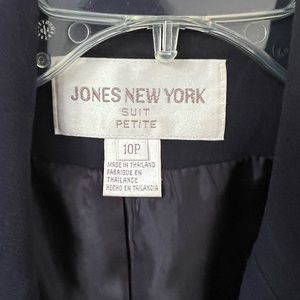 JONES NEW YORK
SUIT
PETITE
10P
MADE IN THAILAND
FABRIQUE EN
THAILANDE
HECHO EN TAILANDIA